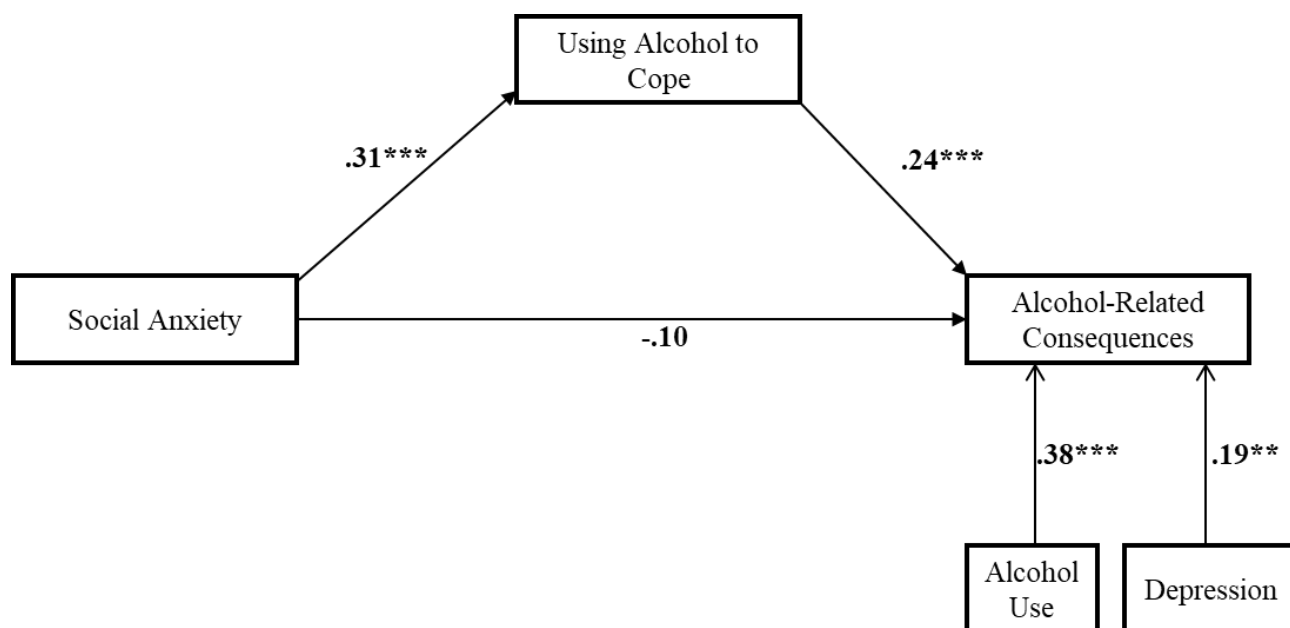 Using Alcohol to
Cope
.31***
.24***
Social Anxiety
-.10
Alcohol-Related
Consequences
.38***
.19**
Alcohol
Use
Depression